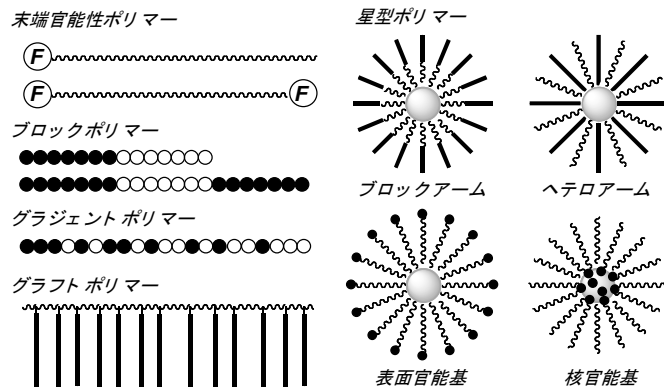 末端官能性ポリマー
F
F
F
ブロックポリマー
グラジェントポリマー
グラフトポリマー
星型ポリマー
ブロックアーム
ヘテロアーム
表面官能基
核官能基